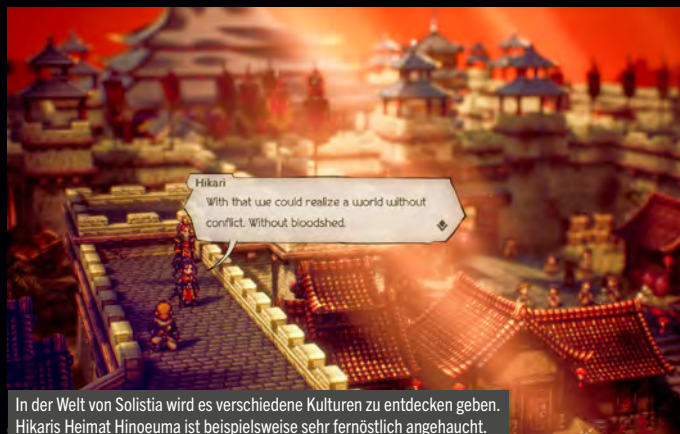 Hikari
With that we could realize a world without
conflict. Without bloodshed.
In der Welt von Solistia wird es verschiedene Kulturen zu entdecken geben.
Hikaris Heimat Hinoeuma ist beispielsweise sehr fernöstlich angehaucht.